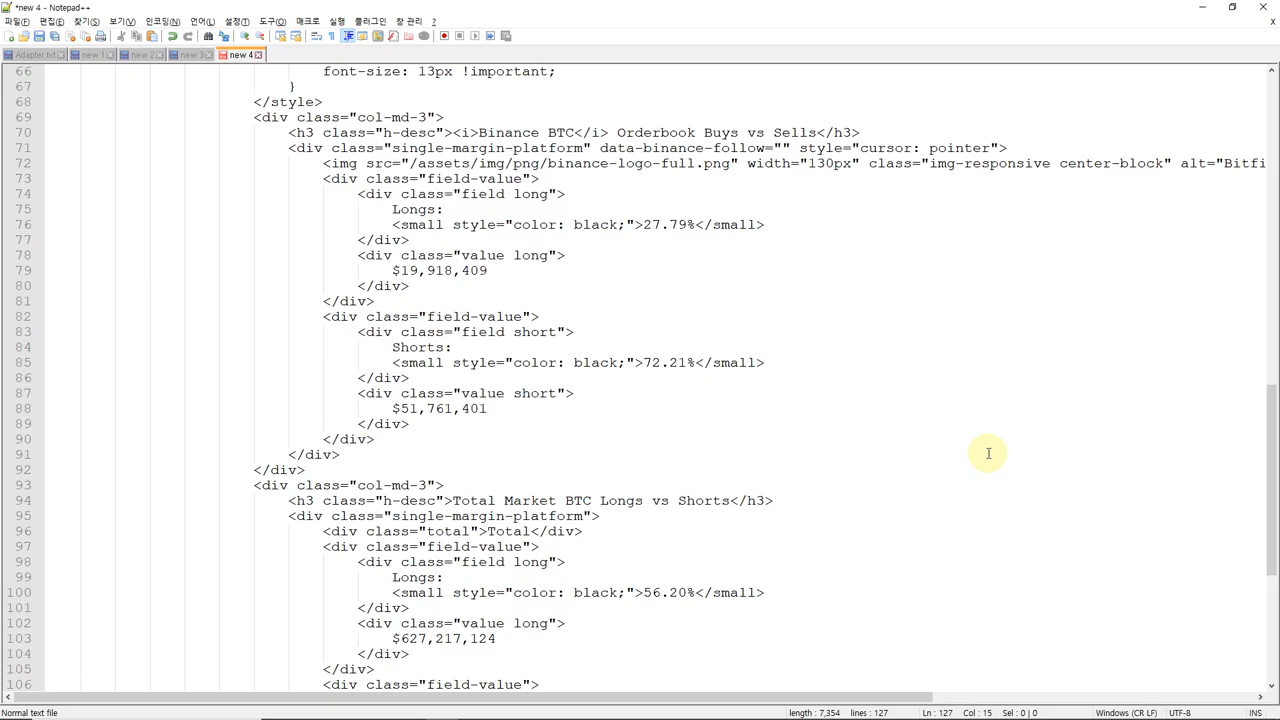 *new 4 - Notepad++
파일(F) 편집(E) 찾기(S) 보기(V) 인코딩(N) 언어(L) 설정(T) 도구(O) 매크로 실행 플러그인 창 관리 ?
Adapter.txt new 1 new 2 new 3 new 4
66 font-size: 13px !important;
67 }
68 </style>
69 <div class="col-md-3">
70 <h3 class="h-desc"><i>Binance BTC</i> Orderbook Buys vs Sells</h3>
71 <div class="single-margin-platform" data-binance-follow="" style="cursor: pointer">
72 <img src="/assets/img/png/binance-logo-full.png" width="130px" class="img-responsive center-block" alt="Bitfi
73 <div class="field-value">
74 <div class="field long">
75 Longs:
76 <small style="color: black;">27.79%</small>
77 </div>
78 <div class="value long">
79 $19,918,409
80 </div>
81 </div>
82 <div class="field-value">
83 <div class="field short">
84 Shorts:
85 <small style="color: black;">72.21%</small>
86 </div>
87 <div class="value short">
88 $51,761,401
89 </div>
90 </div>
91 </div>
92 </div>
93 <div class="col-md-3">
94 <h3 class="h-desc">Total Market BTC Longs vs Shorts</h3>
95 <div class="single-margin-platform">
96 <div class="total">Total</div>
97 <div class="field-value">
98 <div class="field long">
99 Longs:
100 <small style="color: black;">56.20%</small>
101 </div>
102 <div class="value long">
103 $627,217,124
104 </div>
105 </div>
106 <div class="field-value">
Normal text file length : 7,354 lines : 127 Ln : 127 Col : 15 Sel : 0 | 0 Windows (CR LF) UTF-8 INS